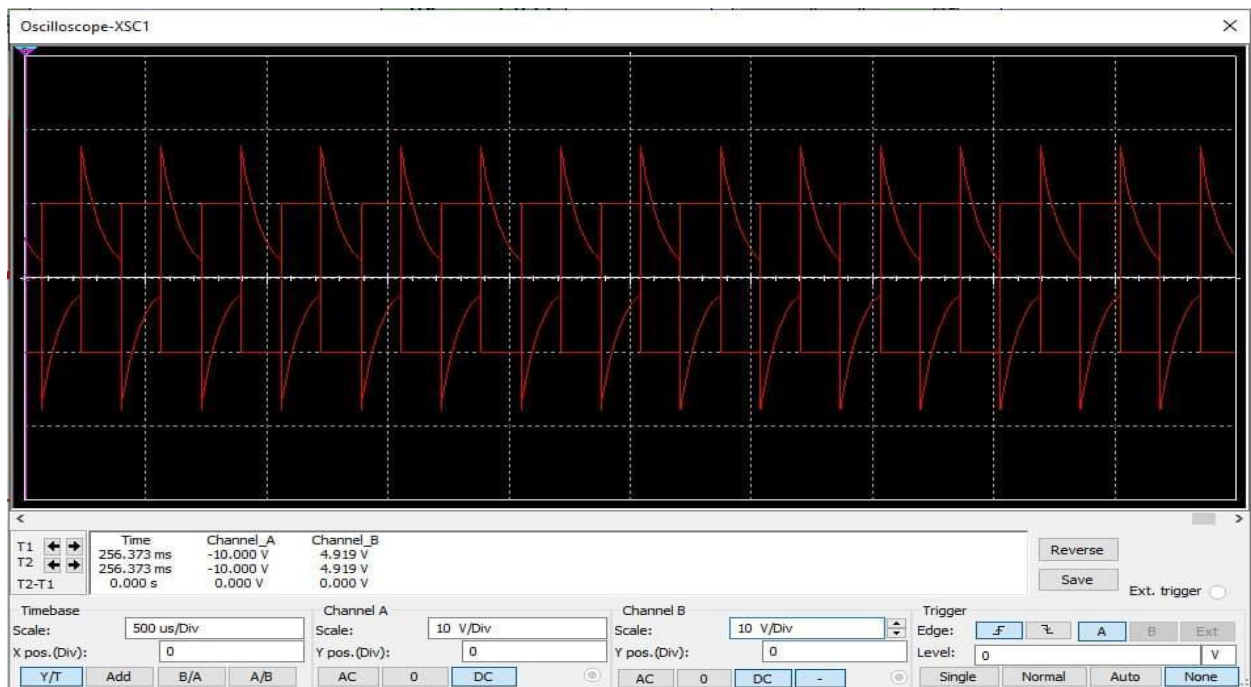 Oscilloscope-XSC1
Time Channel_A Channel_B
T1 256.373 ms -10.000 V 4.919 V
T2 256.373 ms -10.000 V 4.919 V
T2-T1 0.000 s 0.000 V 0.000 V
Reverse
Save
Ext. trigger
Timebase
Scale: 500 us/Div
X pos.(Div): 0
Y/T Add B/A A/B
Channel A
Scale: 10 V/Div
Y pos.(Div): 0
AC 0 DC
Channel B
Scale: 10 V/Div
Y pos.(Div): 0
AC 0 DC -
Trigger
Edge: A B Ext
Level: 0 V
Single Normal Auto None